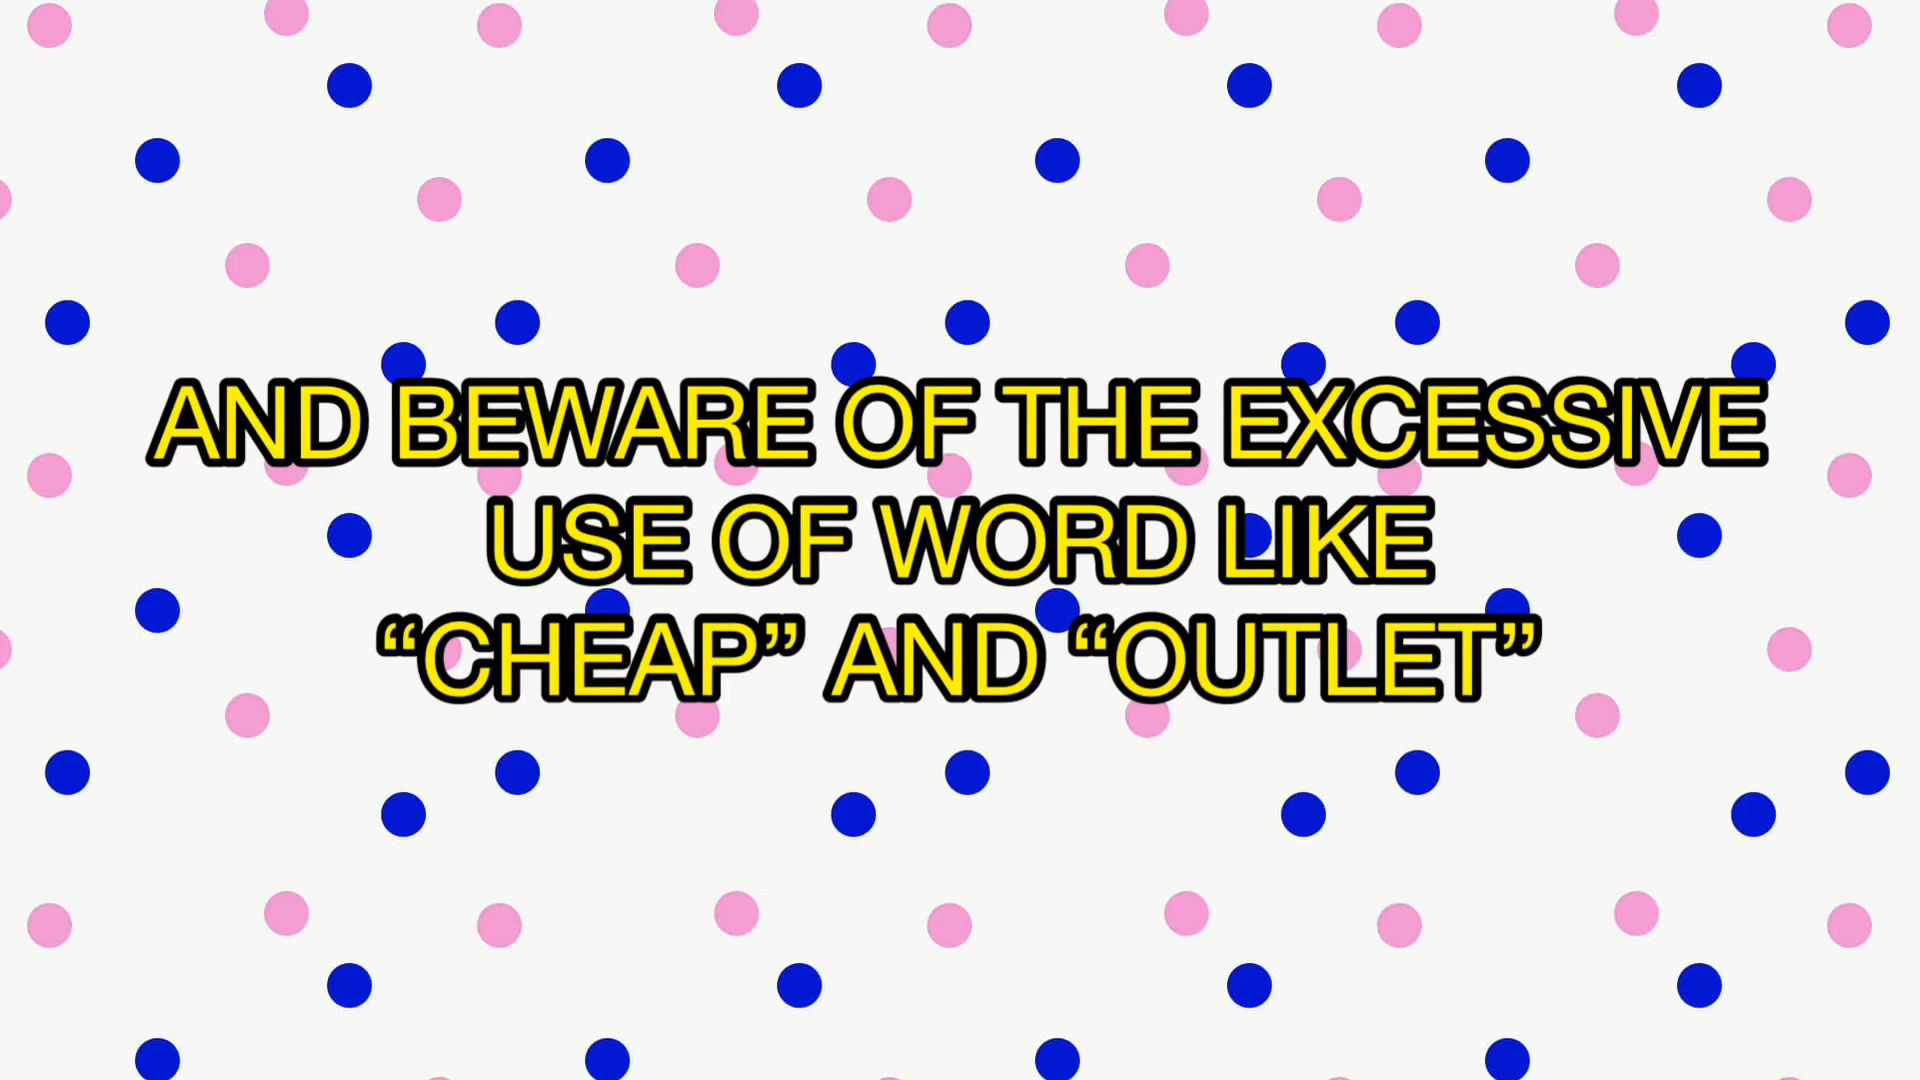 AND BEWARE OF THE EXCESSIVE
USE OF WORD LIKE
“CHEAP” AND “OUTLET”